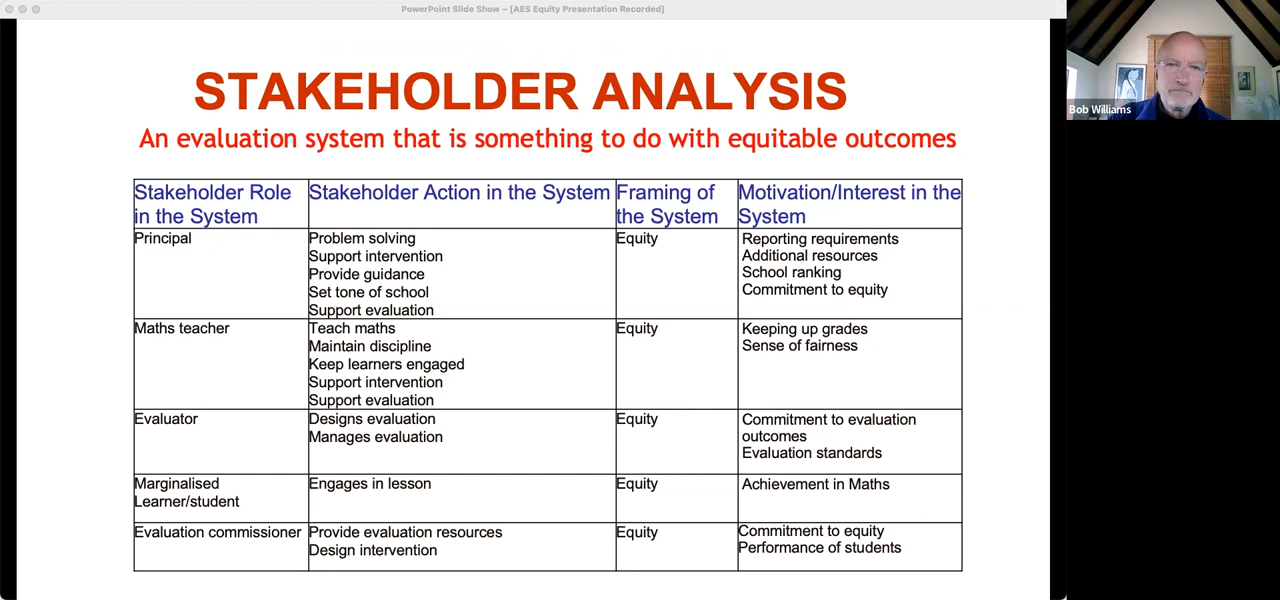 PowerPoint Slide Show – [AES Equity Presentation Recorded]
Bob Williams
STAKEHOLDER ANALYSIS
An evaluation system that is something to do with equitable outcomes
Stakeholder Role
in the System
Stakeholder Action in the System
Framing of
the System
Motivation/Interest in the
System
Principal
Problem solving
Support intervention
Provide guidance
Set tone of school
Support evaluation
Equity
Reporting requirements
Additional resources
School ranking
Commitment to equity
Maths teacher
Teach maths
Maintain discipline
Keep learners engaged
Support intervention
Support evaluation
Equity
Keeping up grades
Sense of fairness
Evaluator
Designs evaluation
Manages evaluation
Equity
Commitment to evaluation
outcomes
Evaluation standards
Marginalised
Learner/student
Engages in lesson
Equity
Achievement in Maths
Evaluation commissioner
Provide evaluation resources
Design intervention
Equity
Commitment to equity
Performance of students